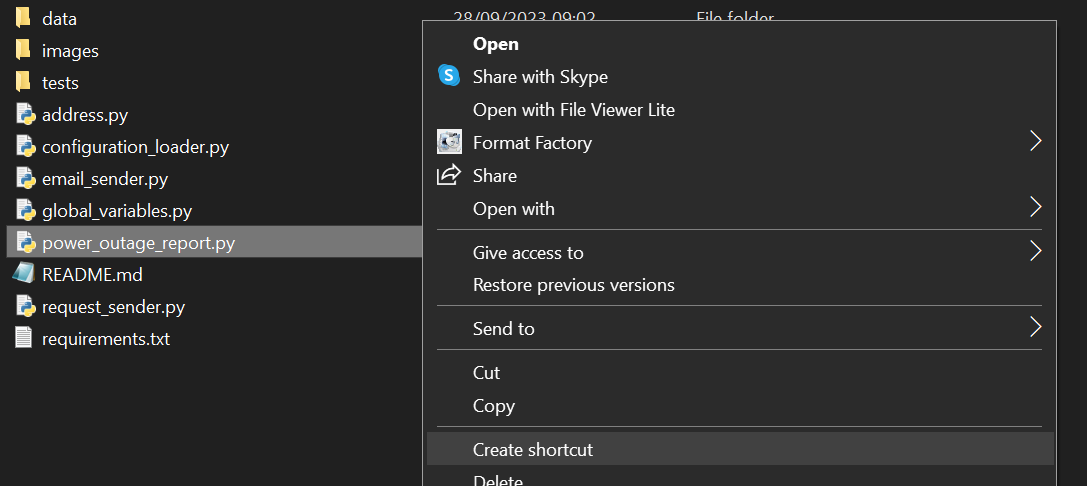 data
28/09/2023 09:02 File folder
images
tests
address.py
configuration_loader.py
email_sender.py
global_variables.py
power_outage_report.py
README.md
request_sender.py
requirements.txt
Open
S
Share with Skype
Open with File Viewer Lite
Format Factory
Share
Open with
Give access to
Restore previous versions
Send to
Cut
Copy
Create shortcut
Delete